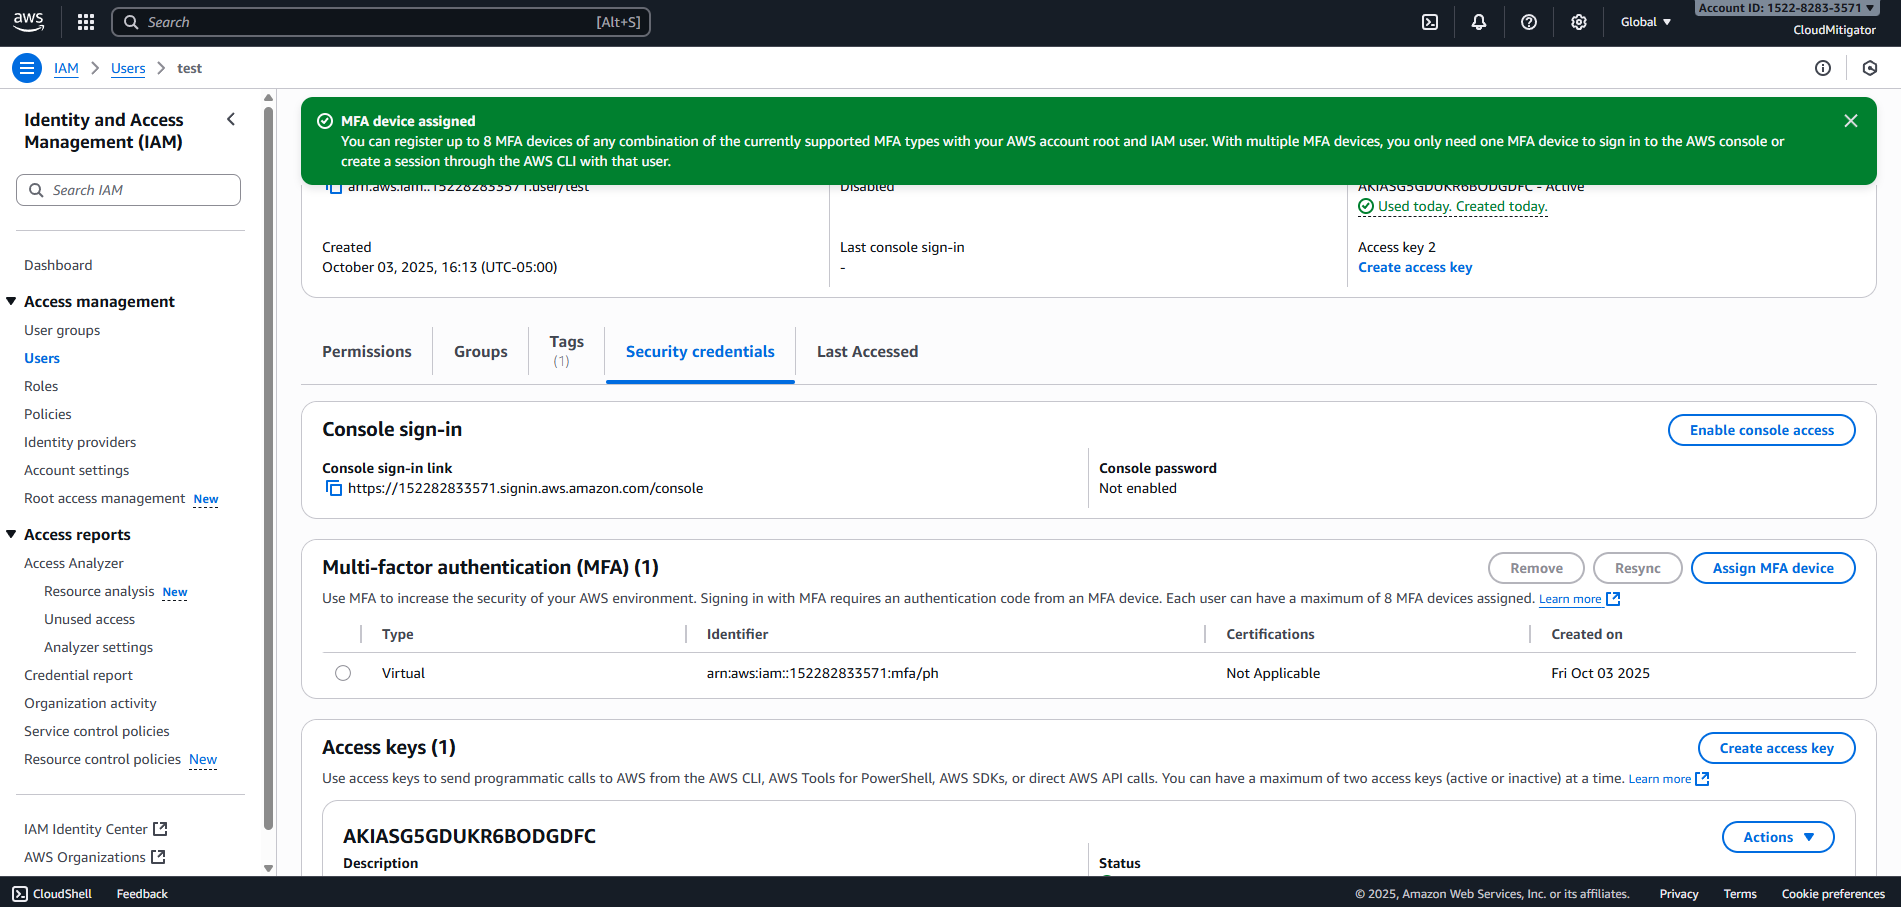 aws
Search [Alt+S]
Global
Account ID: 1522-8283-3571
CloudMitigator
IAM > Users > test
Identity and Access Management (IAM)
Search IAM
Dashboard
Access management
User groups
Users
Roles
Policies
Identity providers
Account settings
Root access management New
Access reports
Access Analyzer
Resource analysis New
Unused access
Analyzer settings
Credential report
Organization activity
Service control policies
Resource control policies New
IAM Identity Center
AWS Organizations
MFA device assigned
You can register up to 8 MFA devices of any combination of the currently supported MFA types with your AWS account root and IAM user. With multiple MFA devices, you only need one MFA device to sign in to the AWS console or
create a session through the AWS CLI with that user.
arn:aws:iam::152282833571:user/test
Disabled
AKIASG5GDUKR6BODGDFC - Active
Used today. Created today.
Created
October 03, 2025, 16:13 (UTC-05:00)
Last console sign-in
-
Access key 2
Create access key
Permissions
Groups
Tags (1)
Security credentials
Last Accessed
Console sign-in
Enable console access
Console sign-in link
https://152282833571.signin.aws.amazon.com/console
Console password
Not enabled
Multi-factor authentication (MFA) (1)
Remove
Resync
Assign MFA device
Use MFA to increase the security of your AWS environment. Signing in with MFA requires an authentication code from an MFA device. Each user can have a maximum of 8 MFA devices assigned. Learn more
Type Identifier Certifications Created on
Virtual arn:aws:iam::152282833571:mfa/ph Not Applicable Fri Oct 03 2025
Access keys (1)
Create access key
Use access keys to send programmatic calls to AWS from the AWS CLI, AWS Tools for PowerShell, AWS SDKs, or direct AWS API calls. You can have a maximum of two access keys (active or inactive) at a time. Learn more
AKIASG5GDUKR6BODGDFC
Actions
Description
Status
CloudShell Feedback
© 2025, Amazon Web Services, Inc. or its affiliates. Privacy Terms Cookie preferences